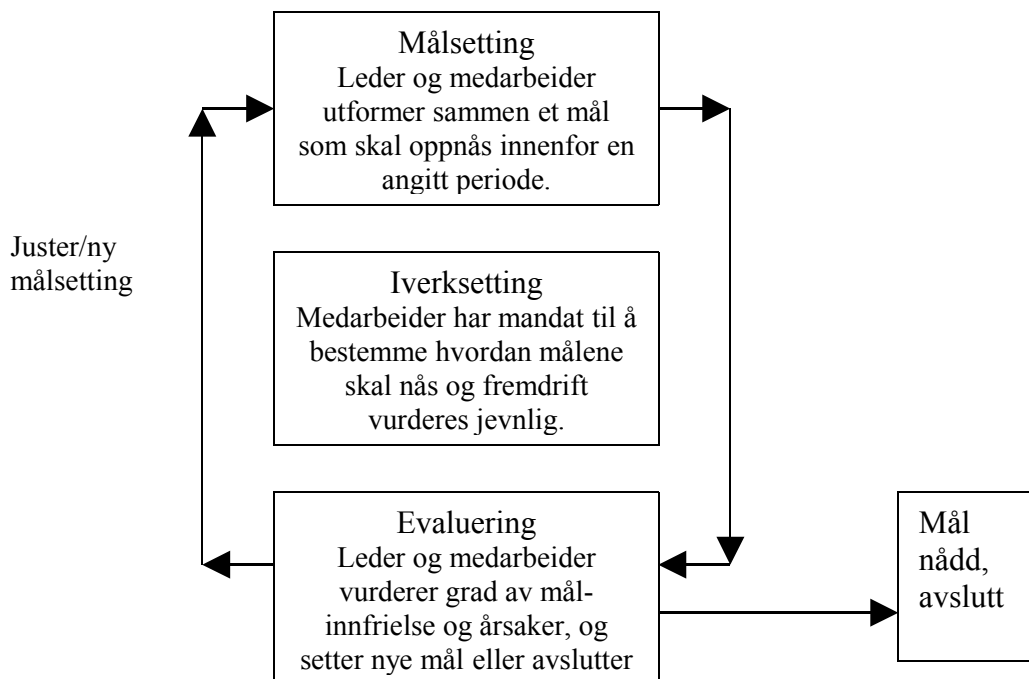 Målsetting
Leder og medarbeider
utformer sammen et mål
som skal oppnås innenfor en
angitt periode.
Juster/ny
målsetting
Iverksetting
Medarbeider har mandat til å
bestemme hvordan målene
skal nås og fremdrift
vurderes jevnlig.
Evaluering
Leder og medarbeider
vurderer grad av mål-
innfrielse og årsaker, og
setter nye mål eller avslutter
Mål
nådd,
avslutt